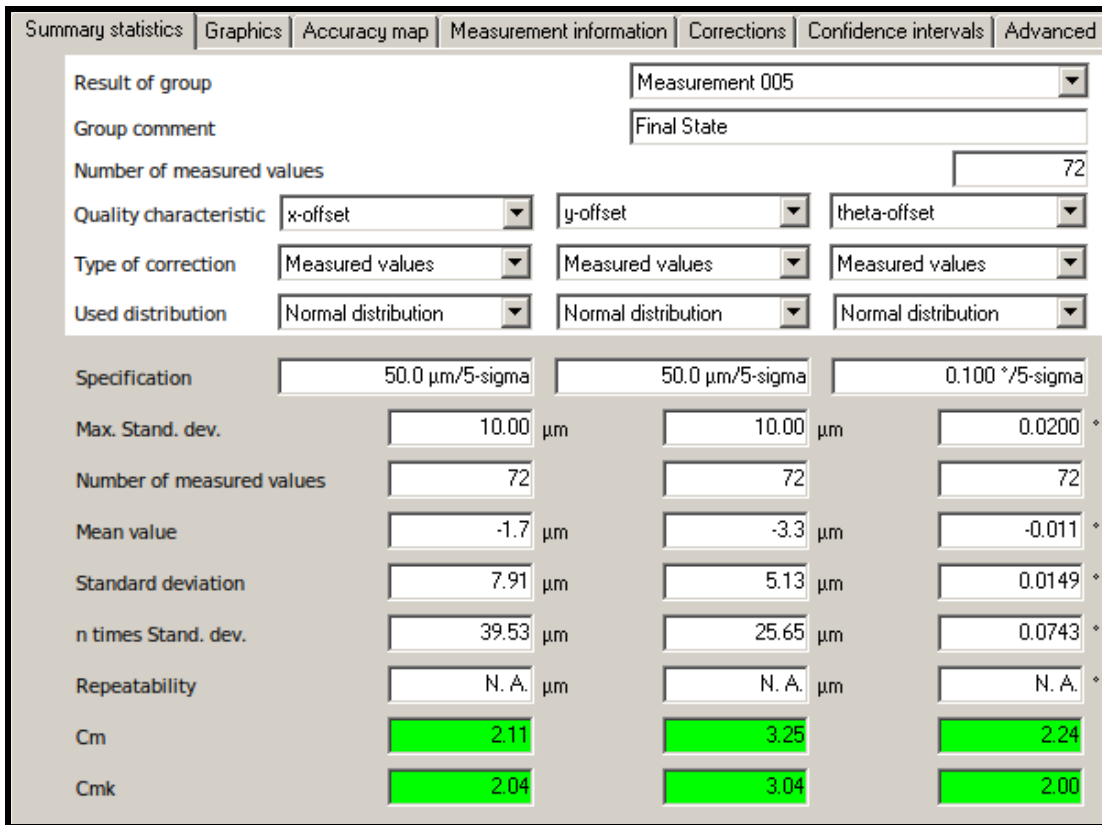 Summary statistics Graphics Accuracy map Measurement information Corrections Confidence intervals Advanced
Result of group Measurement 005
Group comment Final State
Number of measured values 72
Quality characteristic x-offset y-offset theta-offset
Type of correction Measured values Measured values Measured values
Used distribution Normal distribution Normal distribution Normal distribution
Specification 50.0 µm/5-sigma 50.0 µm/5-sigma 0.100 °/5-sigma
Max. Stand. dev. 10.00 µm 10.00 µm 0.0200 °
Number of measured values 72 72 72
Mean value -1.7 µm -3.3 µm -0.011 °
Standard deviation 7.91 µm 5.13 µm 0.0149 °
n times Stand. dev. 39.53 µm 25.65 µm 0.0743 °
Repeatability N. A. µm N. A. µm N. A. °
Cm 2.11 3.25 2.24
Cmk 2.04 3.04 2.00